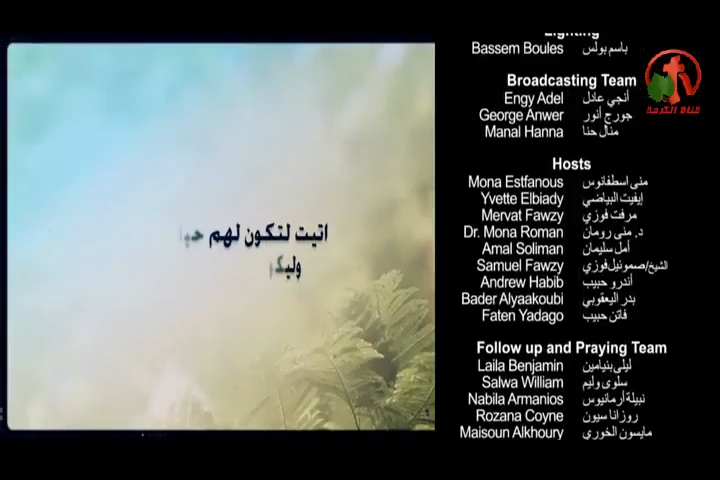 اتيت لتكون لهم
Lighting
Bassem Boules باسم بولس
Broadcasting Team
Engy Adel أنجي عادل
George Anwer جورج أنور
Manal Hanna منال حنا
Hosts
Mona Estfanous منى اسطفانوس
Yvette Elbiady إيفيت البياضي
Mervat Fawzy مرفت فوزي
Dr. Mona Roman د. منى رومان
Amal Soliman أمل سليمان
Samuel Fawzy الشيخ/صموئيل فوزي
Andrew Habib أندرو حبيب
Bader Alyaakoubi بدر اليعقوبي
Faten Yadago فاتن حبيب
Follow up and Praying Team
Laila Benjamin ليلى بنيامين
Salwa William سلوى وليم
Nabila Armanios نبيلة أرمانيوس
Rozana Coyne روزانا سيون
Maisoun Alkhoury مايسون الخوري
قناة الكرمة